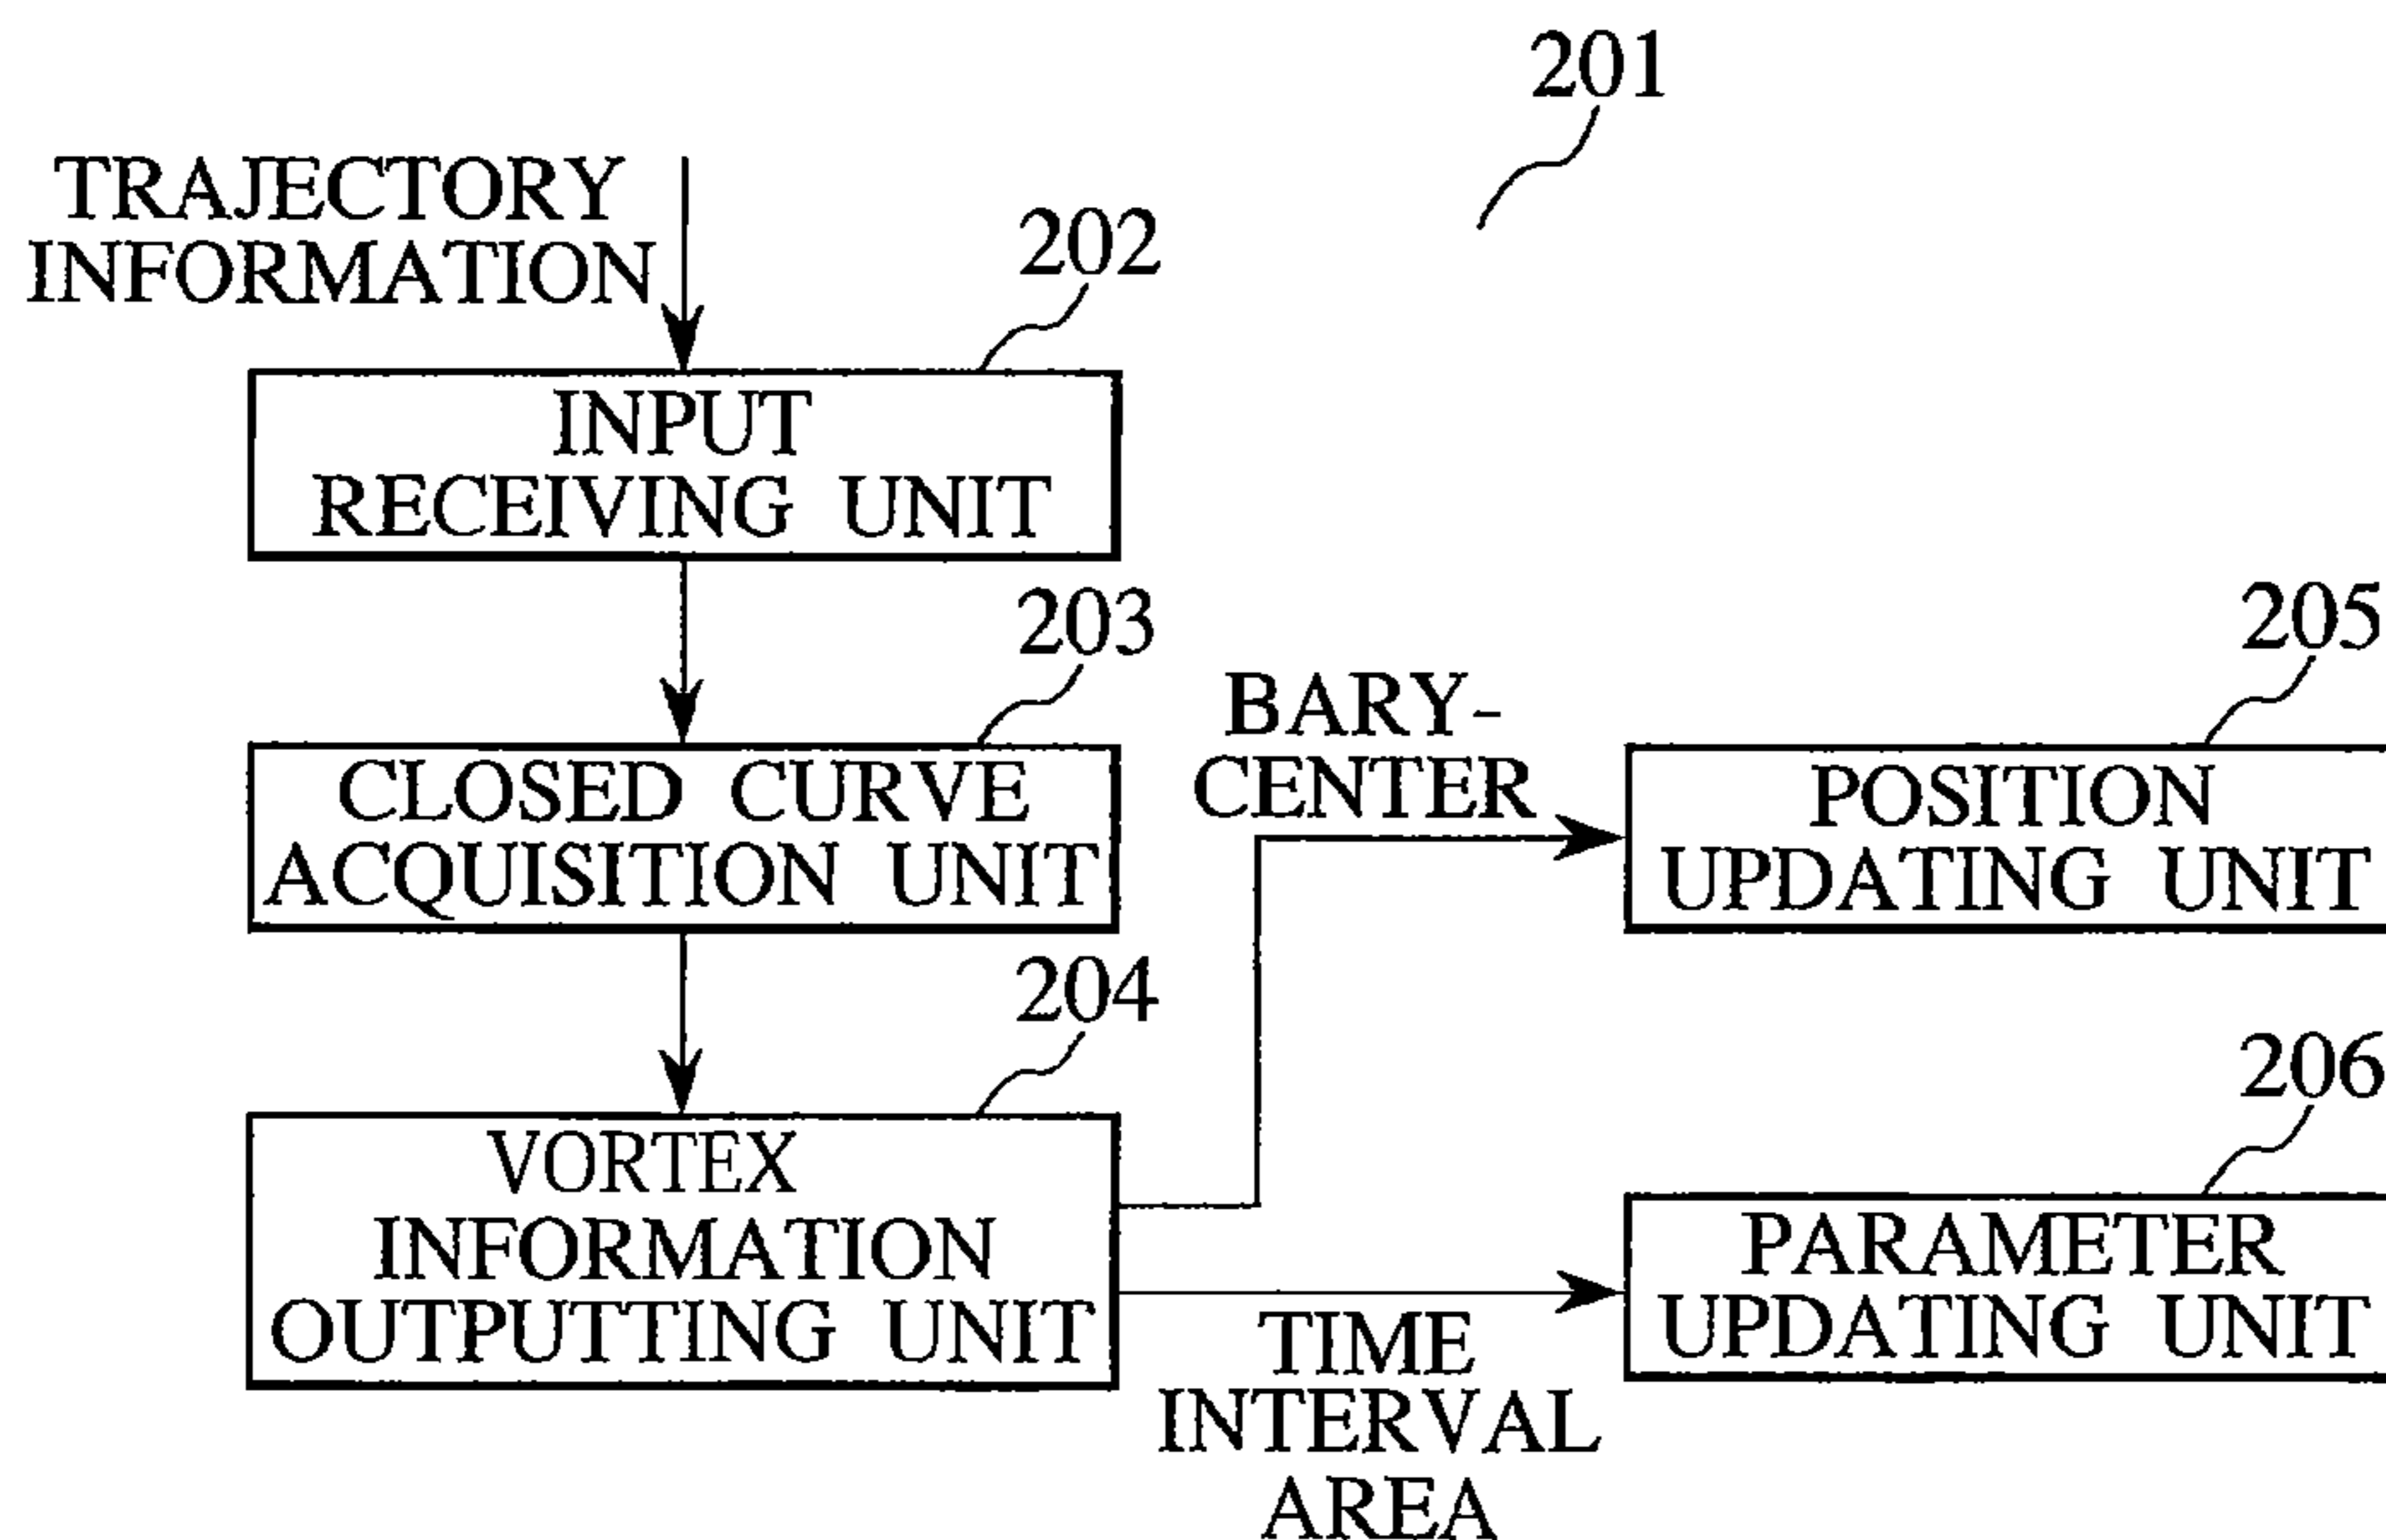 201
TRAJECTORY
INFORMATION
202
INPUT
RECEIVING UNIT
203
CLOSED CURVE
ACQUISITION UNIT
204
VORTEX
INFORMATION
OUTPUTTING UNIT
BARY-
CENTER
205
POSITION
UPDATING UNIT
206
PARAMETER
UPDATING UNIT
TIME
INTERVAL
AREA